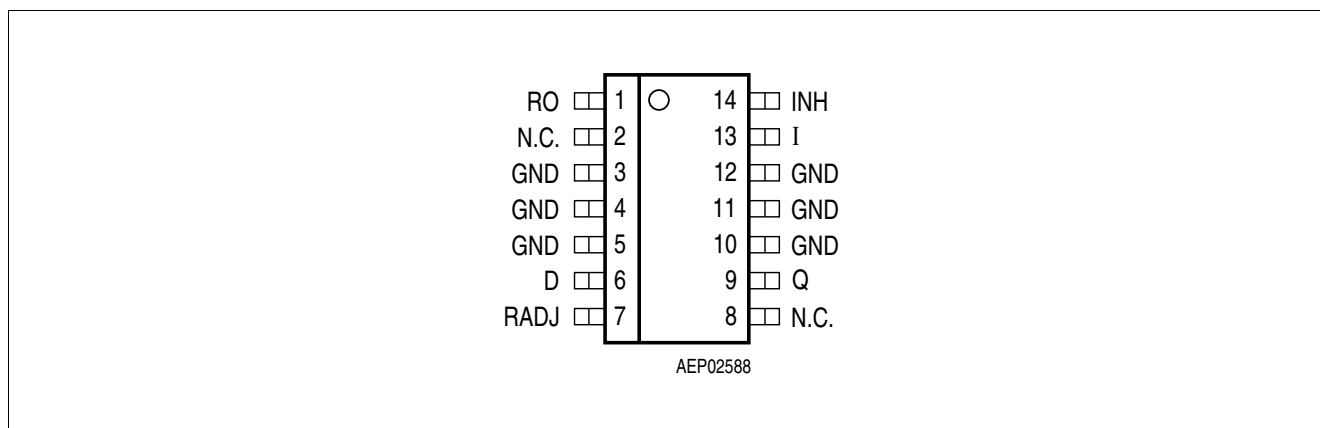 RO 1 14 INH
N.C. 2 13 I
GND 3 12 GND
GND 4 11 GND
GND 5 10 GND
D 6 9 Q
RADJ 7 8 N.C.
AEP02588